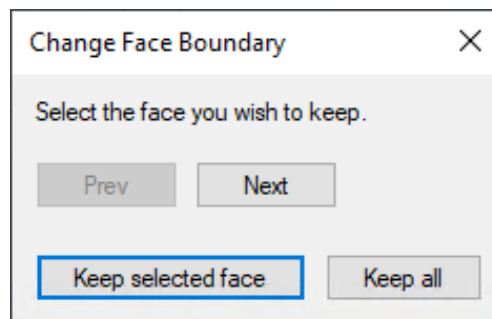 Change Face Boundary
Select the face you wish to keep.
Prev Next
Keep selected face Keep all